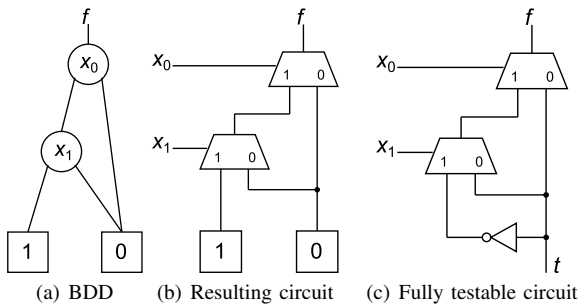 f
x0
x1
1
0
(a) BDD
f
x0
1 0
x1
1 0
1
0
(b) Resulting circuit
f
x0
1 0
x1
1 0
t
(c) Fully testable circuit